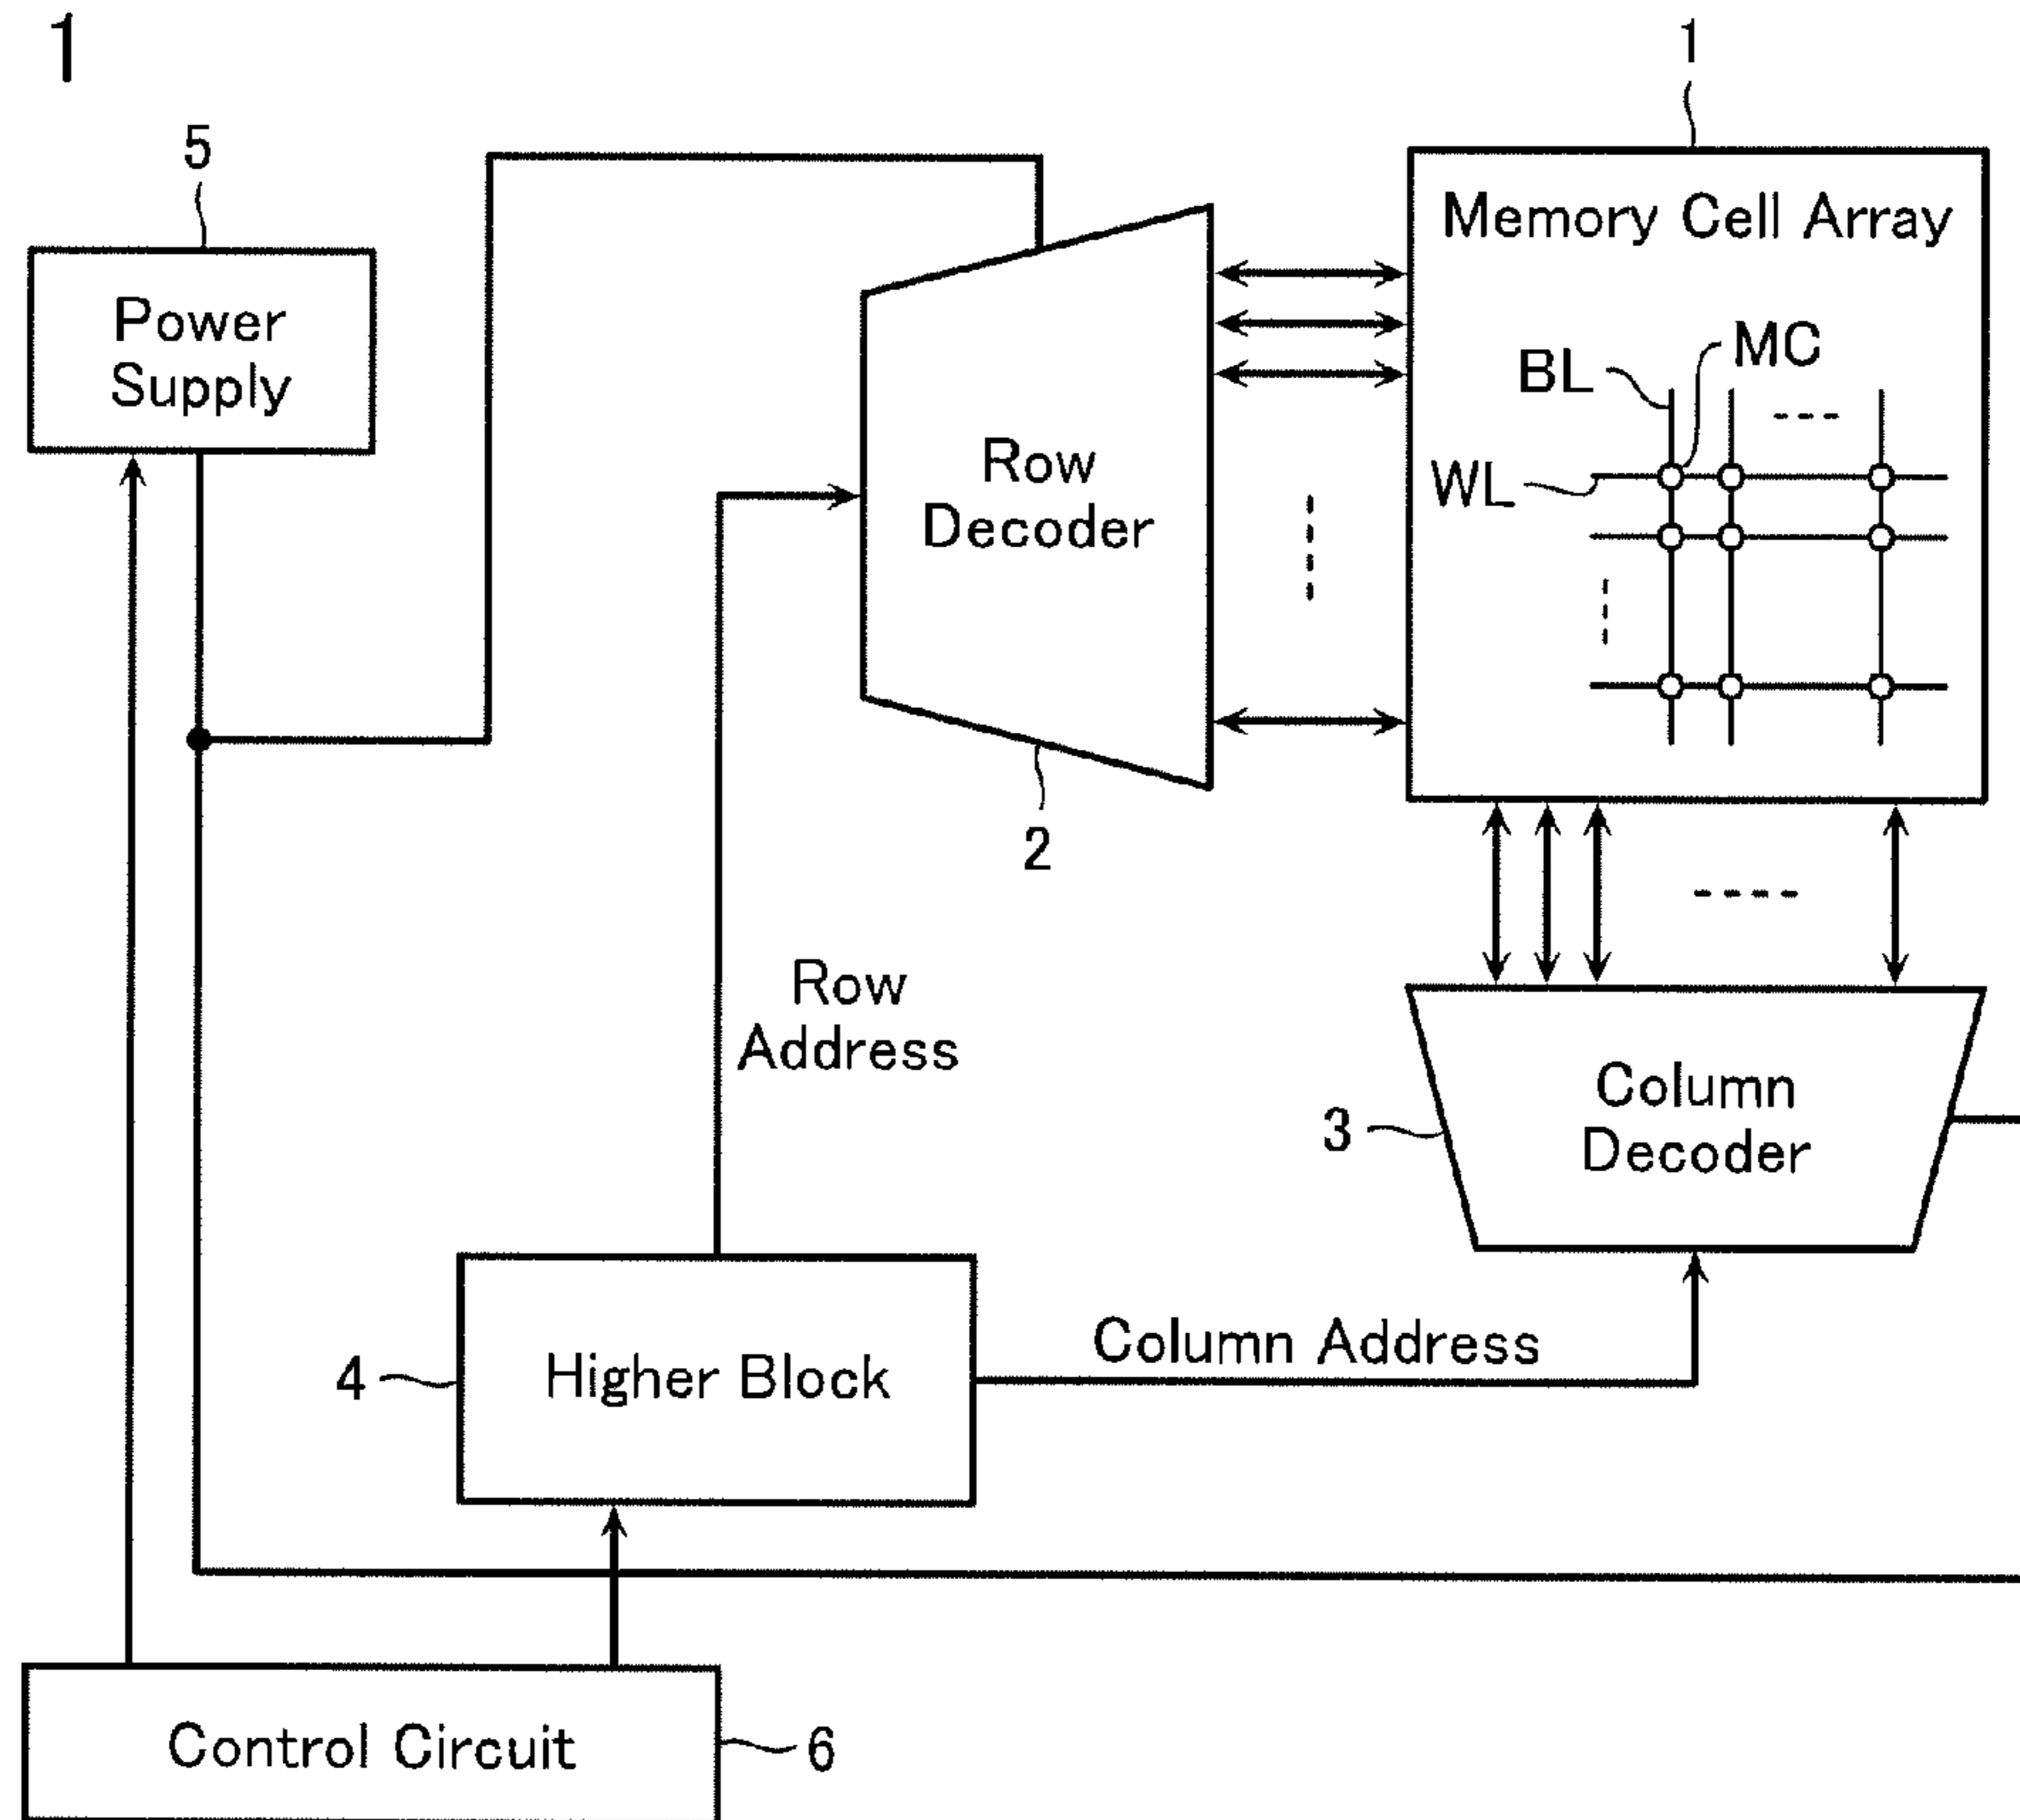 1
1
5
Memory Cell Array
Power
Supply
MC
BL
WL
Row
Decoder
2
Row
Address
Column
Decoder
3
Column Address
4
Higher Block
Control Circuit
6